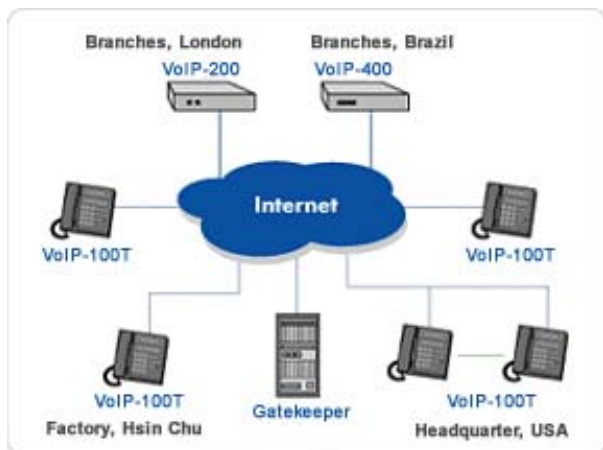 Branches, London
Branches, Brazil
VoIP-200
VoIP-400
Internet
VoIP-100T
VoIP-100T
VoIP-100T
Gatekeeper
VoIP-100T
Factory, Hsin Chu
Headquarter, USA